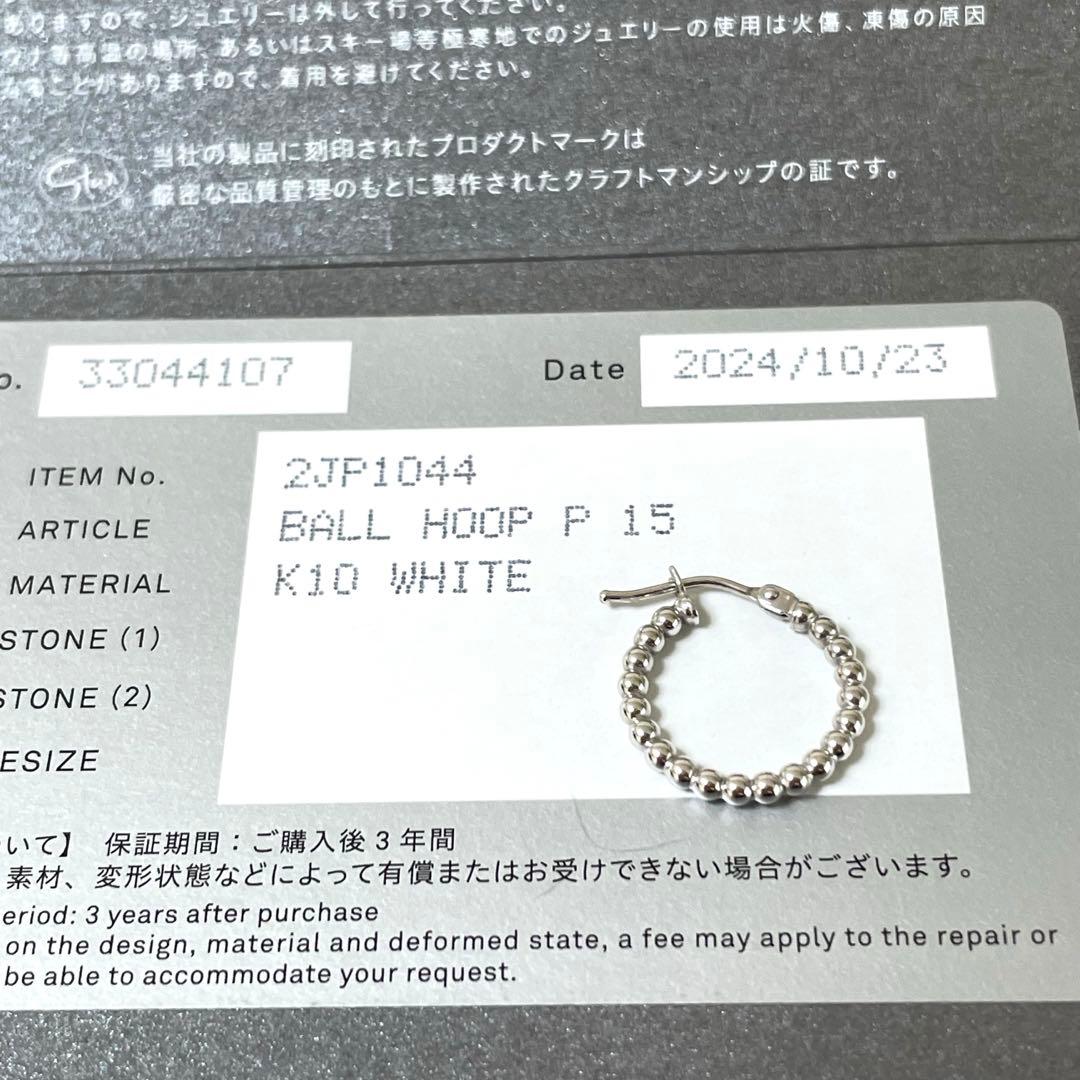 ありますので、ジュエリーは外して行ってください。
等高温の場所、あるいはスキー場等極寒地でのジュエリーの使用は火傷、凍傷の原因
なることがありますので、着用を避けてください。
当社の製品に刻印されたプロダクトマークは
厳密な品質管理のもとに製作されたクラフトマンシップの証です。
o. 33044107 Date 2024/10/23
ITEM No. 2JP1044
ARTICLE BALL HOOP P 15
MATERIAL K10 WHITE
STONE (1)
STONE (2)
ESIZE
いて】 保証期間：ご購入後3年間
素材、変形状態などによって有償またはお受けできない場合がございます。
eriod: 3 years after purchase
on the design, material and deformed state, a fee may apply to the repair or
be able to accommodate your request.